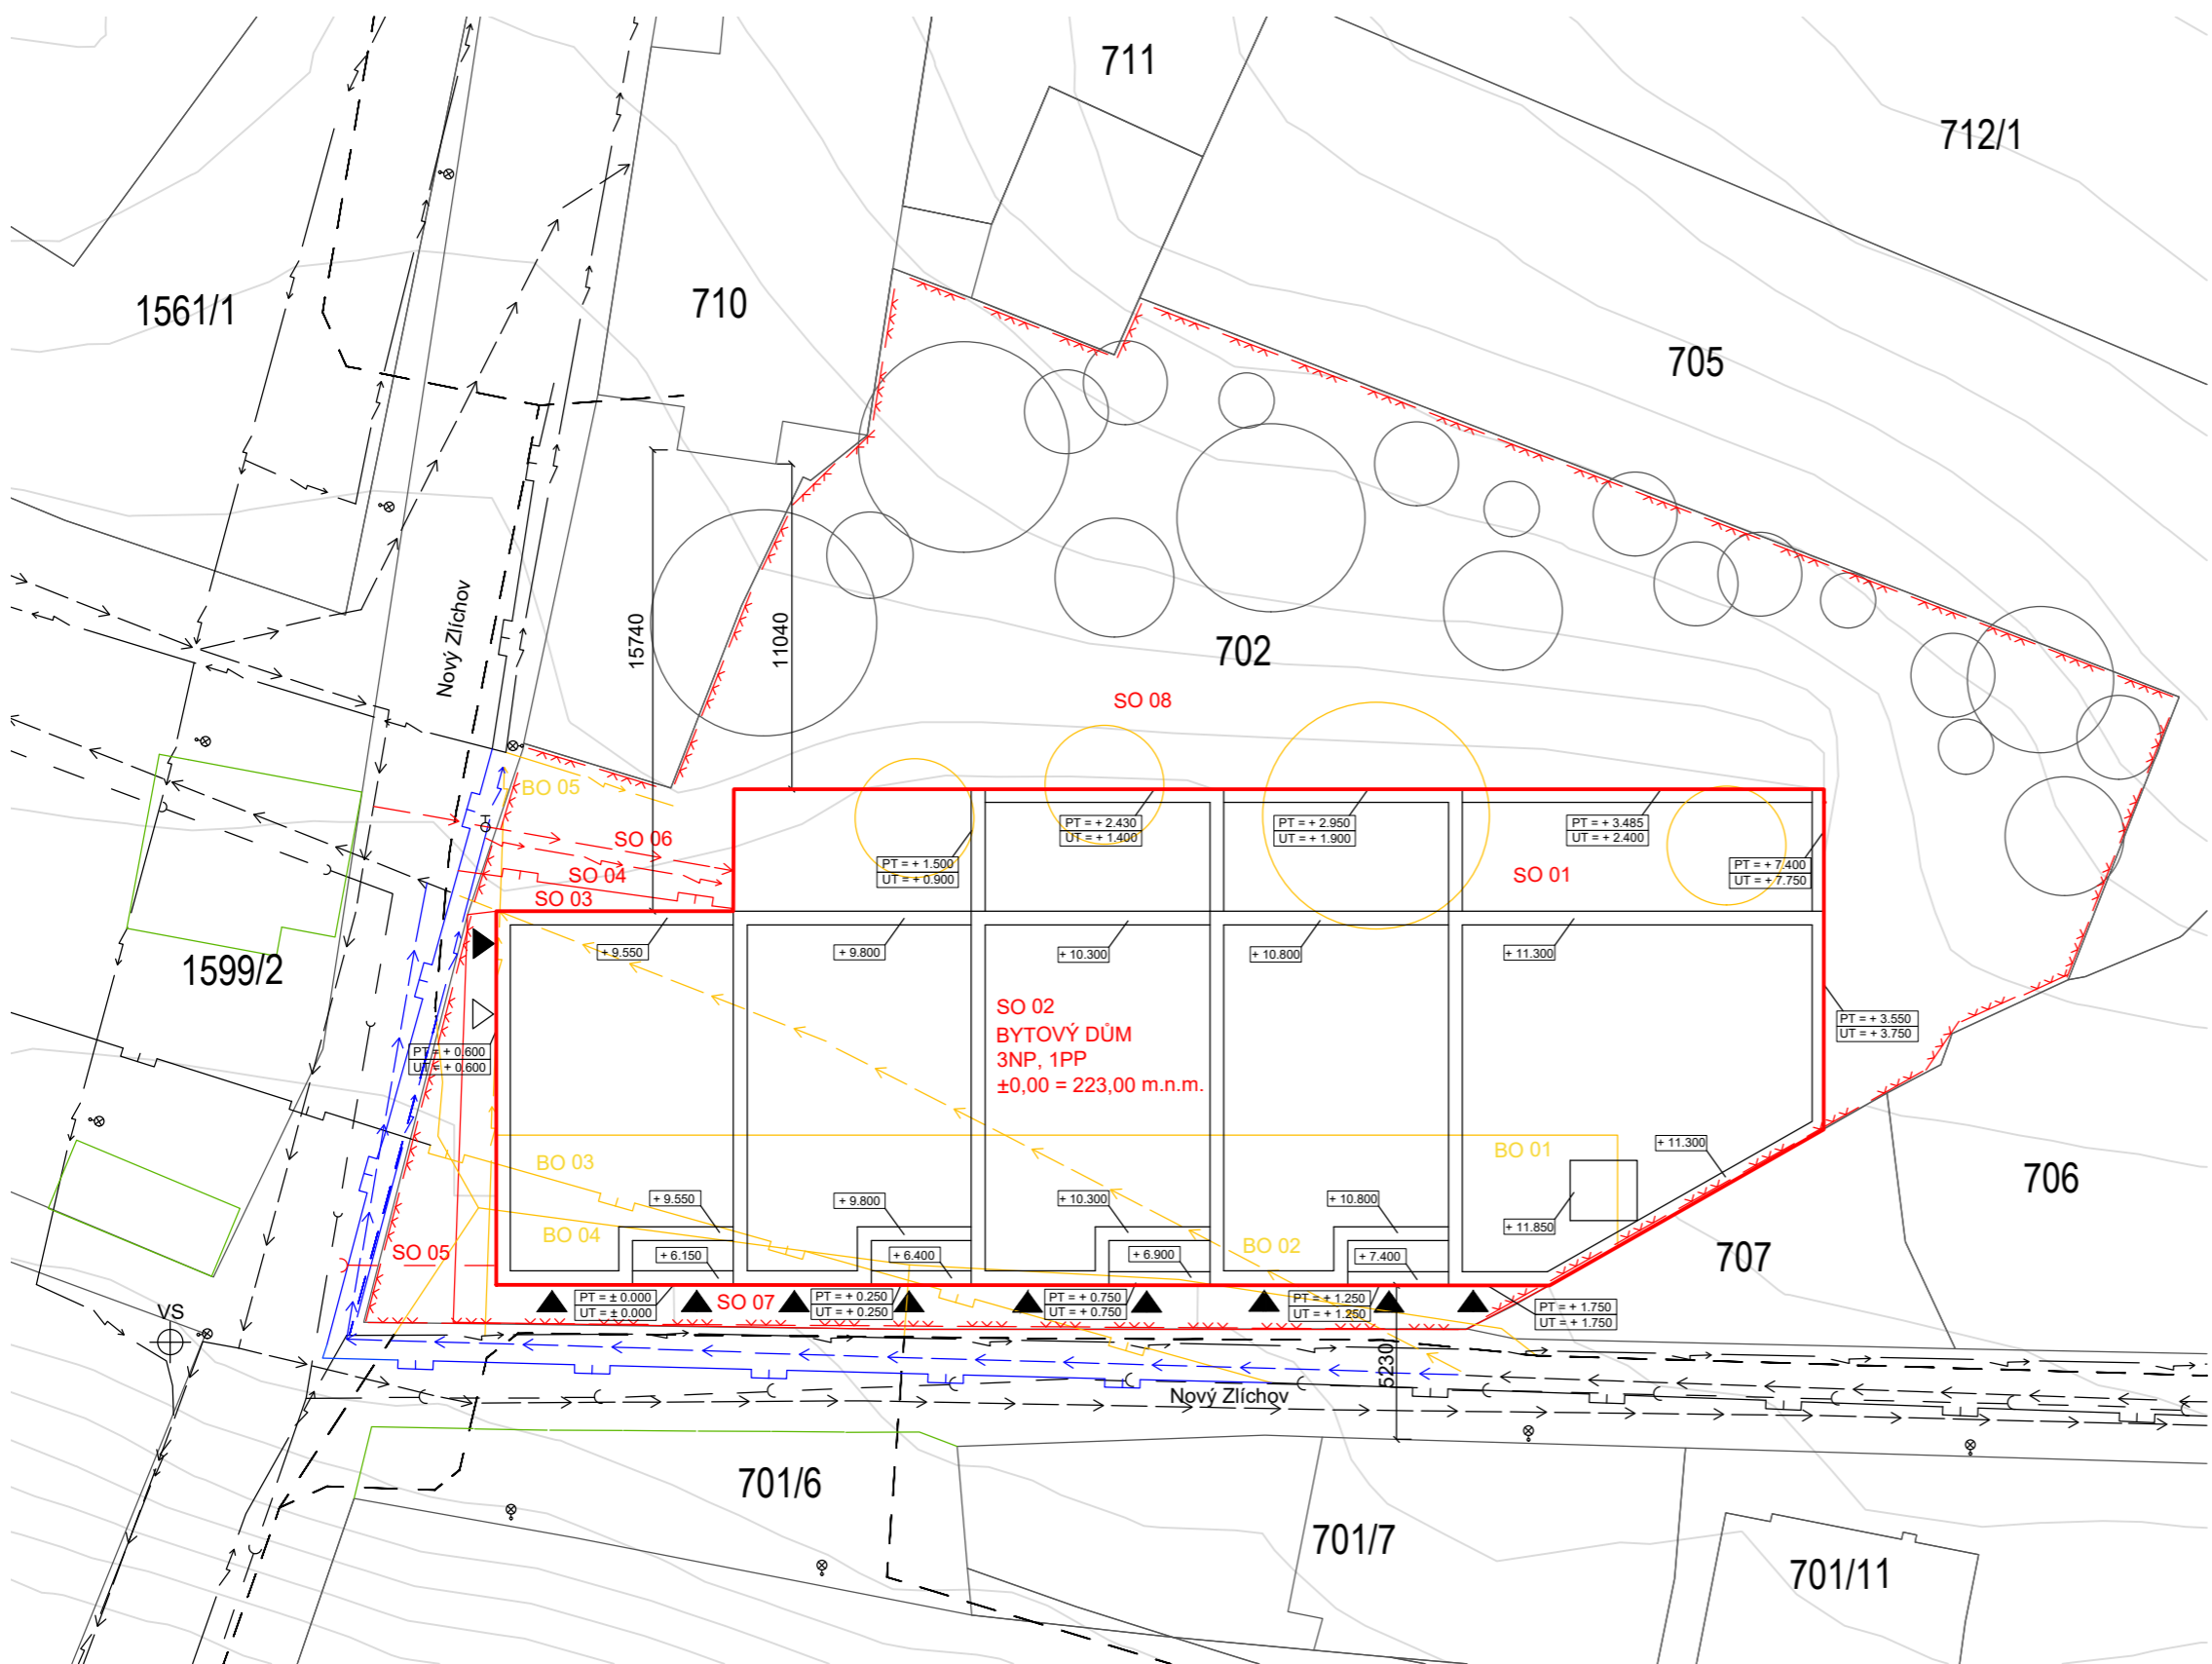 711
712/1
1561/1
710
705
Nový Zlíchov
15740
11040
702
SO 08
BO 05
SO 06
SO 04
SO 03
PT = + 1.500
UT = + 0.900
PT = + 2.430
UT = + 1.400
PT = + 2.950
UT = + 1.900
PT = + 3.485
UT = + 2.400
SO 01
PT = + 7.400
UT = + 7.750
1599/2
+ 9.550
+ 9.800
+ 10.300
+ 10.800
+ 11.300
SO 02
BYTOVÝ DŮM
3NP, 1PP
±0,00 = 223,00 m.n.m.
PT = + 0.600
UT = + 0.600
PT = + 3.550
UT = + 3.750
BO 03
BO 01
+ 11.300
706
+ 9.550
+ 9.800
+ 10.300
+ 10.800
+ 11.850
BO 04
BO 02
SO 05
+ 6.150
+ 6.400
+ 6.900
+ 7.400
707
PT = ± 0.000
UT = ± 0.000
SO 07
PT = + 0.250
UT = + 0.250
PT = + 0.750
UT = + 0.750
PT = + 1.250
UT = + 1.250
PT = + 1.750
UT = + 1.750
VS
5230
Nový Zlíchov
701/6
701/7
701/11